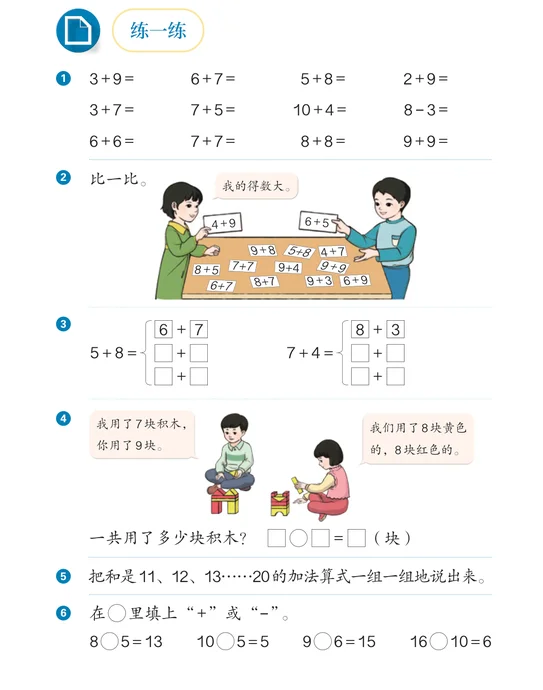 练一练
1 3+9= 6+7= 5+8= 2+9=
3+7= 7+5= 10+4= 8-3=
6+6= 7+7= 8+8= 9+9=
2 比一比。
我的得数大。
4+9 6+5
9+8 5+8 4+7
8+5 7+7 9+4 9+9
6+7 8+7 9+3 6+9
3 5+8= 6+7 7+4= 8+3
□+□ □+□
□+□ □+□
4 我用了7块积木,
你用了9块。
我们用了8块黄色
的,8块红色的。
一共用了多少块积木? □○□=□(块)
5 把和是11、12、13……20的加法算式一组一组地说出来。
6 在○里填上“+”或“-”。
8○5=13 10○5=5 9○6=15 16○10=6